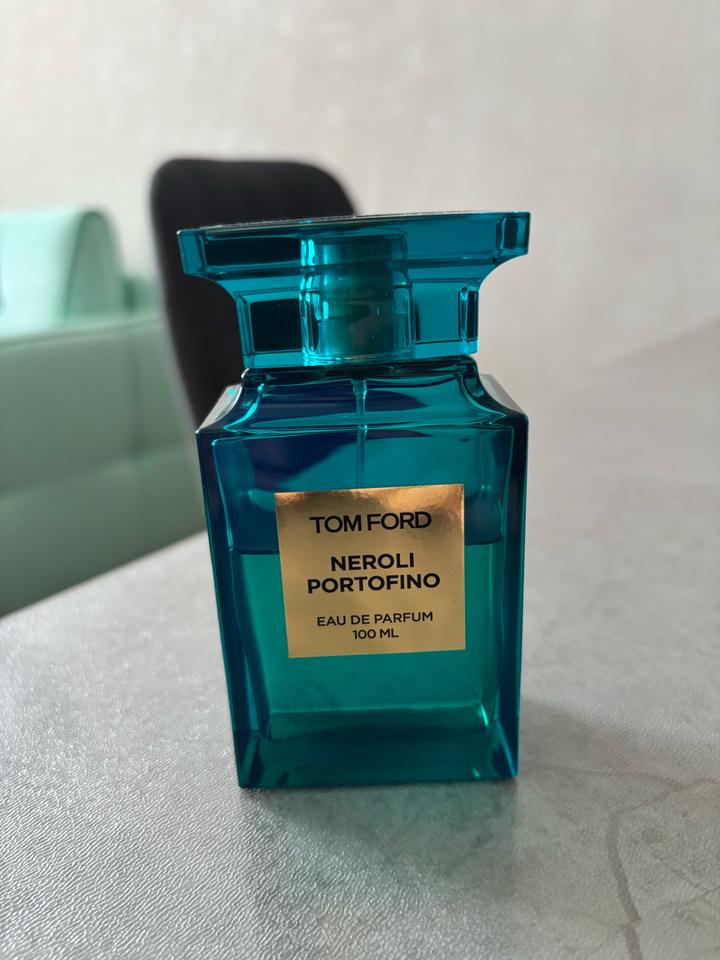 TOM FORD
NEROLI
PORTOFINO
EAU DE PARFUM
100 ML